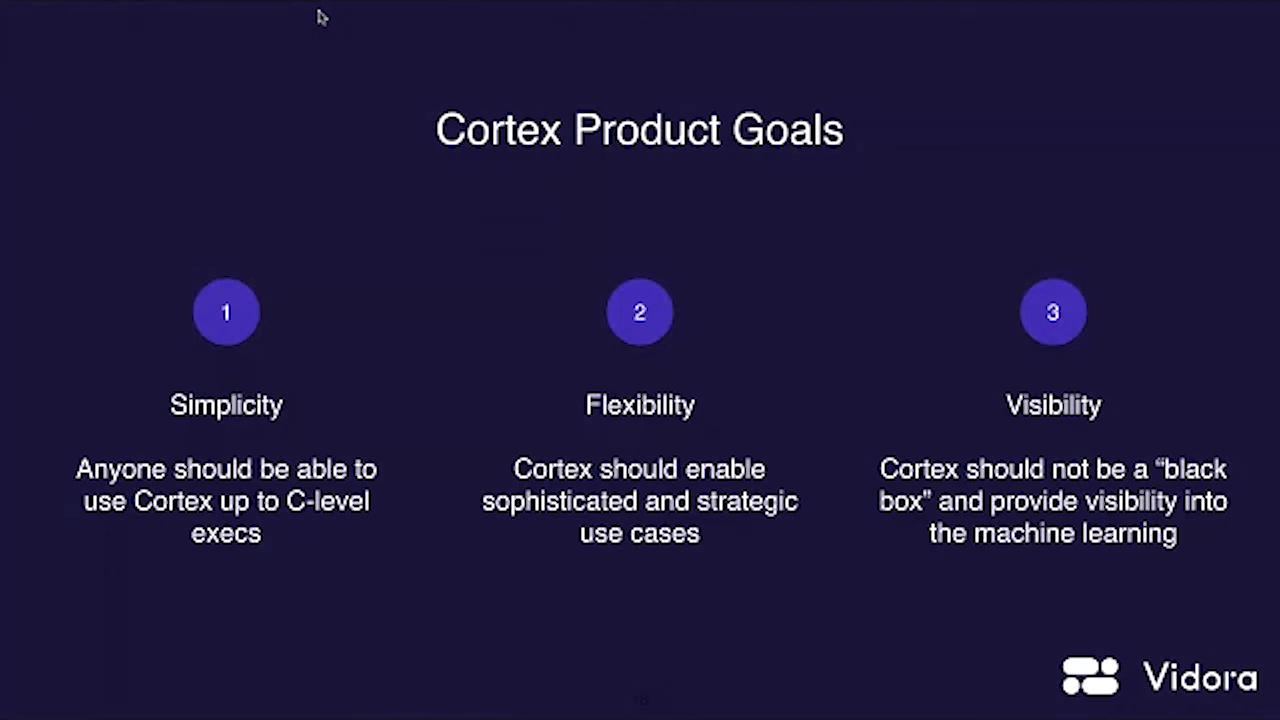 Cortex Product Goals
1
2
3
Simplicity
Flexibility
Visibility
Anyone should be able to
use Cortex up to C-level
execs
Cortex should enable
sophisticated and strategic
use cases
Cortex should not be a “black
box” and provide visibility into
the machine learning
Vidora